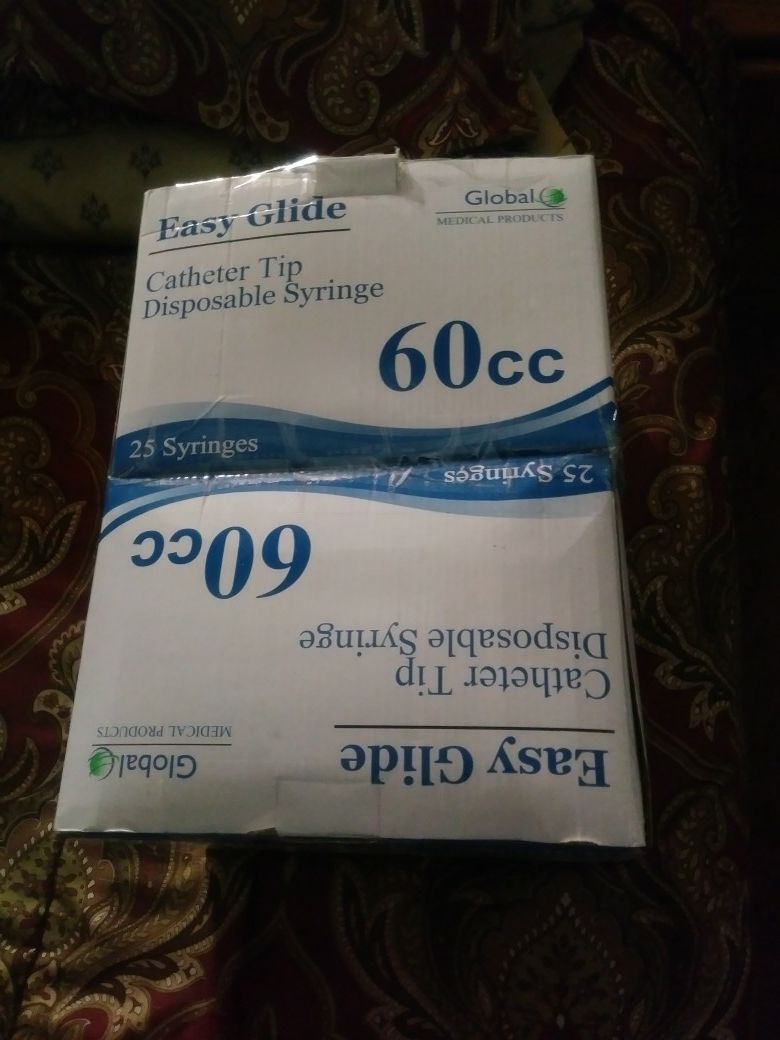 Easy Glide
Global
MEDICAL PRODUCTS
Catheter Tip
Disposable Syringe
60cc
25 Syringes
25 Syringes
60cc
Catheter Tip
Disposable Syringe
Easy Glide
Global
MEDICAL PRODUCTS